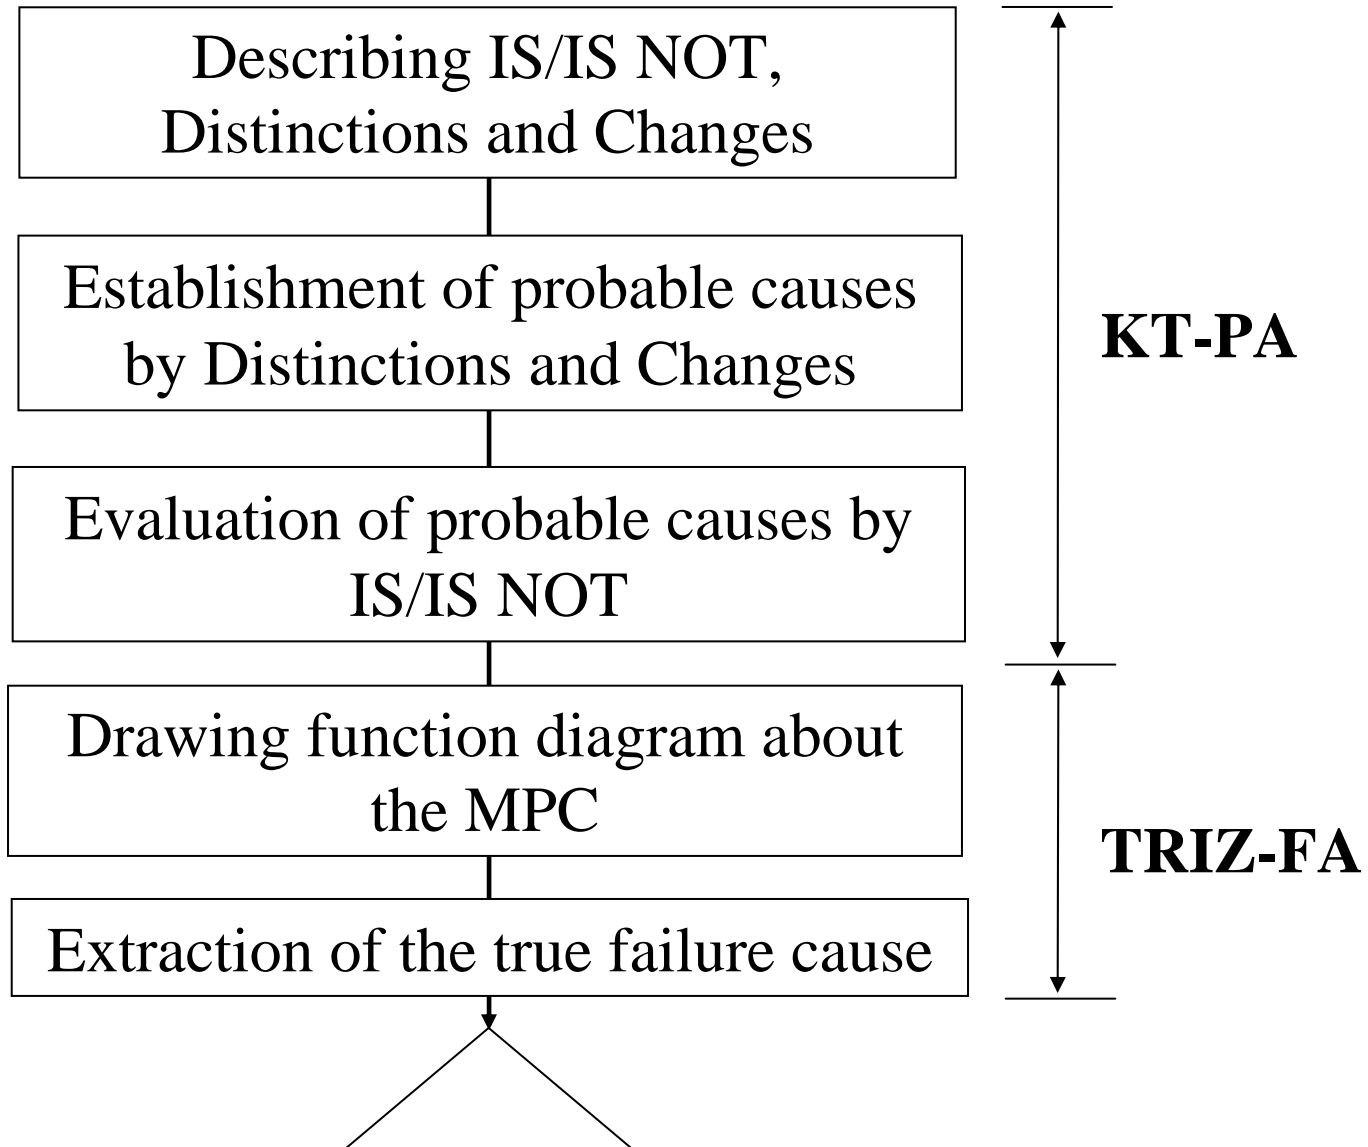 Describing IS/IS NOT,
Distinctions and Changes
Establishment of probable causes
by Distinctions and Changes
KT-PA
Evaluation of probable causes by
IS/IS NOT
Drawing function diagram about
the MPC
TRIZ-FA
Extraction of the true failure cause